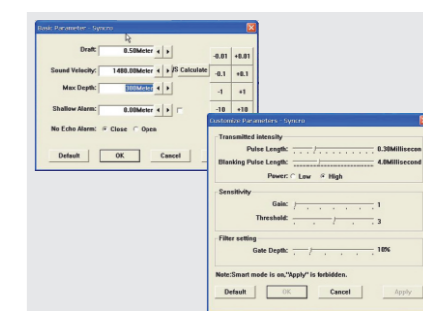 Basic Parameter - Syncro
Draft: 0.50Meter
-0.01 +0.01
Sound Velocity: 1480.00Meter /S Calculate
-0.1 +0.1
Max Depth: 300Meter
-1 +1
Shallow Alarm: 0.00Meter
-10 +10
No Echo Alarm: Close Open
Default OK Cancel
Customize Parameters - Syncro
Transmitted intensity
Pulse Length: 0.38Millisecon
Blanking Pulse Length: 4.0Millisecond
Power: Low High
Sensitivity
Gain: 1
Threshold: 3
Filter setting
Gate Depth: 10%
Note:Smart mode is on,"Apply" is forbidden.
Default OK Cancel Apply